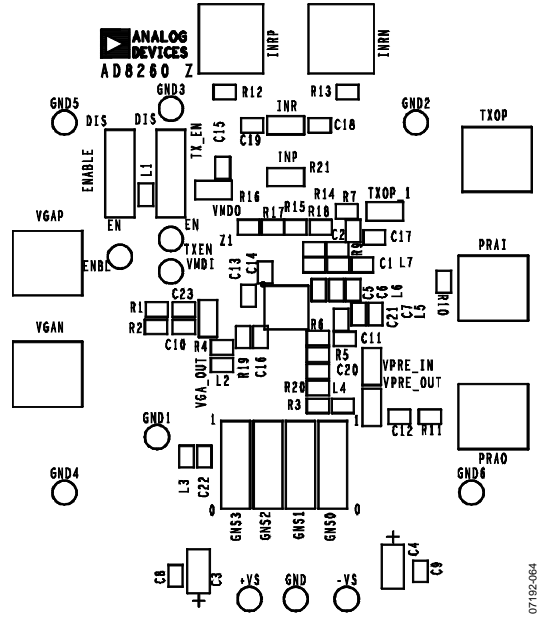 ANALOG
DEVICES
AD8260 Z
INRP
INRN
R12
R13
GND5
GND3
GND2
DIS
DIS
TX_EN
C15
C19
INR
C18
TXOP
ENABLE
L1
INP
R21
VMDO
R16
R17
R15
R18
R14
R7
TXOP_1
VGAP
EN
EN
Z1
C2
R9
C17
PRAI
TXEN
VMDI
ENBL
C1
L7
C13
C14
C5
C6
L6
R10
R1
C23
C21
C7
L5
R2
C10
R4
R6
VGAN
R19
C16
R5
C11
VGA_OUT
L2
C20
VPRE_IN
R20
L4
VPRE_OUT
R3
GND1
1
1
C12
R11
PRAO
GND4
L3
C22
GND6
0
GNS3
GNS2
GNS1
GNS0
0
C8
C3
+
+VS
GND
-VS
+
C4
C9
07192-064